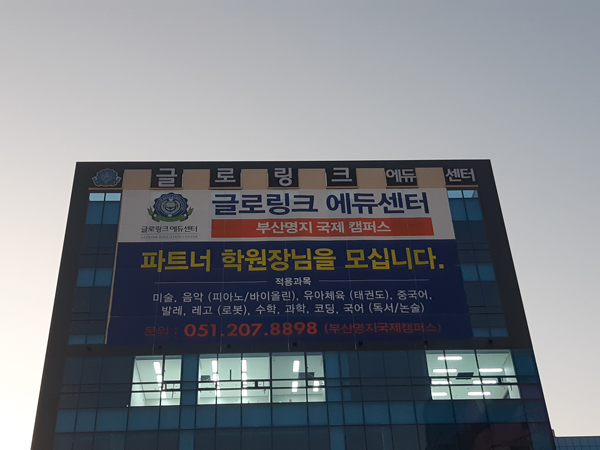 글로링크 에듀 센터
글로링크 에듀센터
글로링크 에듀센터
부산명지 국제 캠퍼스
파트너 학원장님을 모십니다.
적용과목
미술, 음악 (피아노/바이올린), 유아체육 (태권도), 중국어,
발레, 레고 (로봇), 수학, 과학, 코딩, 국어 (독서/논술)
문의 : 051.207.8898 (부산명지국제캠퍼스)